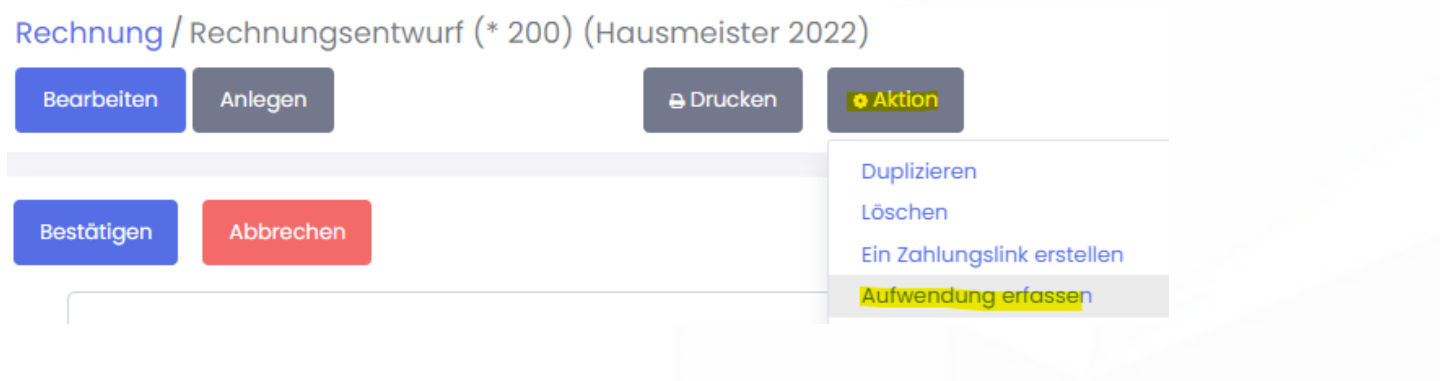 Rechnung / Rechnungsentwurf (* 200) (Hausmeister 2022)
Bearbeiten Anlegen Drucken Aktion
Duplizieren
Löschen
Bestätigen Abbrechen
Ein Zahlungslink erstellen
Aufwendung erfassen